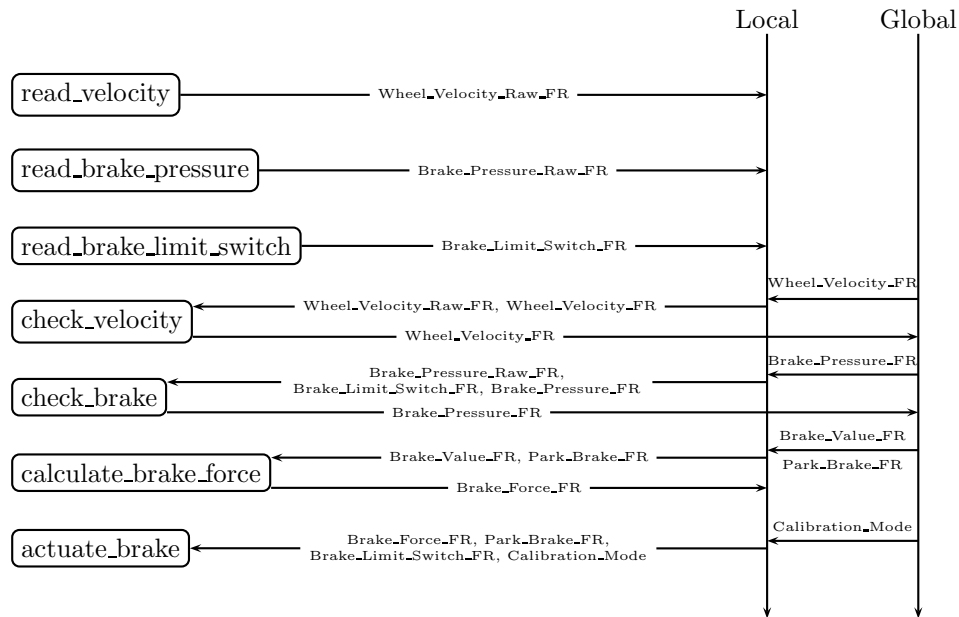 Local Global
read_velocity Wheel_Velocity_Raw_FR
read_brake_pressure Brake_Pressure_Raw_FR
read_brake_limit_switch Brake_Limit_Switch_FR
Wheel_Velocity_FR
Wheel_Velocity_Raw_FR, Wheel_Velocity_FR
check_velocity
Wheel_Velocity_FR
Brake_Pressure_FR
Brake_Pressure_Raw_FR,
Brake_Limit_Switch_FR, Brake_Pressure_FR
check_brake
Brake_Pressure_FR
Brake_Value_FR
Brake_Value_FR, Park_Brake_FR
Park_Brake_FR
calculate_brake_force
Brake_Force_FR
Calibration_Mode
Brake_Force_FR, Park_Brake_FR,
actuate_brake
Brake_Limit_Switch_FR, Calibration_Mode